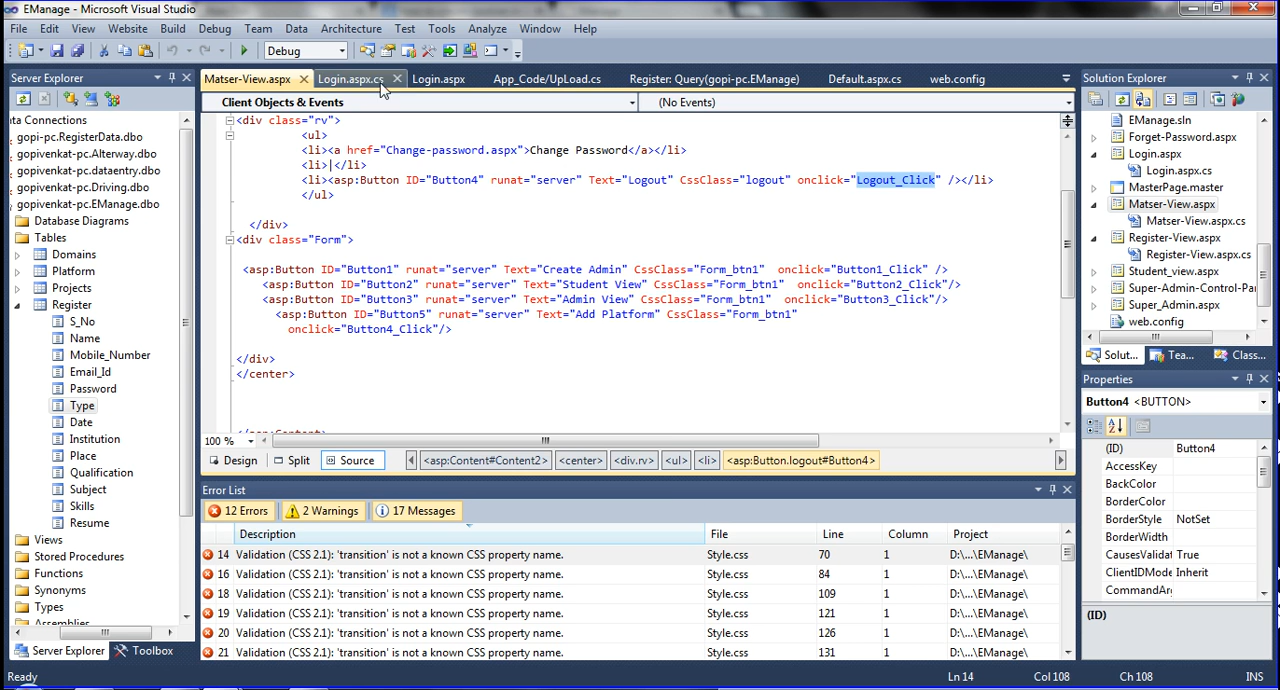 EManage - Microsoft Visual Studio
File Edit View Website Build Debug Team Data Architecture Test Tools Analyze Window Help
Debug
Server Explorer
ata Connections
gopi-pc.RegisterData.dbo
gopivenkat-pc.Alterway.dbo
gopivenkat-pc.dataentry.dbo
gopivenkat-pc.Driving.dbo
gopivenkat-pc.EManage.dbo
Database Diagrams
Tables
Domains
Platform
Projects
Register
S_No
Name
Mobile_Number
Email_Id
Password
Type
Date
Institution
Place
Qualification
Subject
Skills
Resume
Views
Stored Procedures
Functions
Synonyms
Types
Assemblies
Server Explorer Toolbox
Matser-View.aspx Login.aspx.cs Login.aspx App_Code/UpLoad.cs Register: Query(gopi-pc.EManage) Default.aspx.cs web.config
Client Objects & Events (No Events)
<div class="rv">
<ul>
<li><a href="Change-password.aspx">Change Password</a></li>
<li>|</li>
<li><asp:Button ID="Button4" runat="server" Text="Logout" CssClass="logout" onclick="Logout_Click" /></li>
</ul>
</div>
<div class="Form">
<asp:Button ID="Button1" runat="server" Text="Create Admin" CssClass="Form_btn1" onclick="Button1_Click" />
<asp:Button ID="Button2" runat="server" Text="Student View" CssClass="Form_btn1" onclick="Button2_Click"/>
<asp:Button ID="Button3" runat="server" Text="Admin View" CssClass="Form_btn1" onclick="Button3_Click"/>
<asp:Button ID="Button5" runat="server" Text="Add Platform" CssClass="Form_btn1"
onclick="Button4_Click"/>
</div>
</center>
</asp:Content>
100 %
Design Split Source <asp:Content#Content2> <center> <div.rv> <ul> <li> <asp:Button.logout#Button4>
Error List
12 Errors 2 Warnings 17 Messages
Description File Line Column Project
14 Validation (CSS 2.1): 'transition' is not a known CSS property name. Style.css 70 1 D:\...\EManage\
16 Validation (CSS 2.1): 'transition' is not a known CSS property name. Style.css 84 1 D:\...\EManage\
18 Validation (CSS 2.1): 'transition' is not a known CSS property name. Style.css 109 1 D:\...\EManage\
19 Validation (CSS 2.1): 'transition' is not a known CSS property name. Style.css 121 1 D:\...\EManage\
20 Validation (CSS 2.1): 'transition' is not a known CSS property name. Style.css 126 1 D:\...\EManage\
21 Validation (CSS 2.1): 'transition' is not a known CSS property name. Style.css 131 1 D:\...\EManage\
Solution Explorer
EManage.sln
Forget-Password.aspx
Login.aspx
Login.aspx.cs
MasterPage.master
Matser-View.aspx
Matser-View.aspx.cs
Register-View.aspx
Register-View.aspx.cs
Student_view.aspx
Super-Admin-Control-Par
Super_Admin.aspx
web.config
Solut... Tea... Class...
Properties
Button4 <BUTTON>
(ID) Button4
AccessKey
BackColor
BorderColor
BorderStyle NotSet
BorderWidth
CausesValidat True
ClientIDMode Inherit
CommandArg
(ID)
Ready Ln 14 Col 108 Ch 108 INS